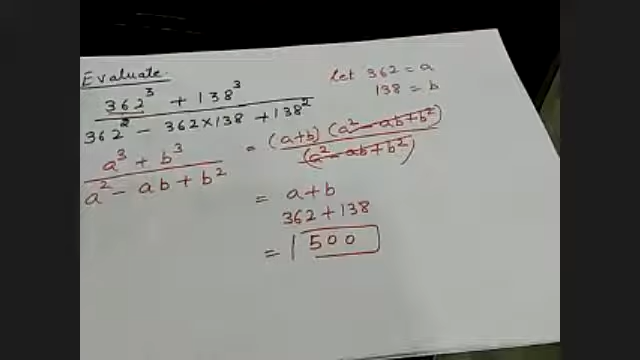 Evaluate.
362³ + 138³
362² - 362×138 + 138²
let 362 = a
138 = b
a³ + b³
a² - ab + b²
= (a+b) (a² - ab + b²)
(a² - ab + b²)
= a+b
362 + 138
= 500